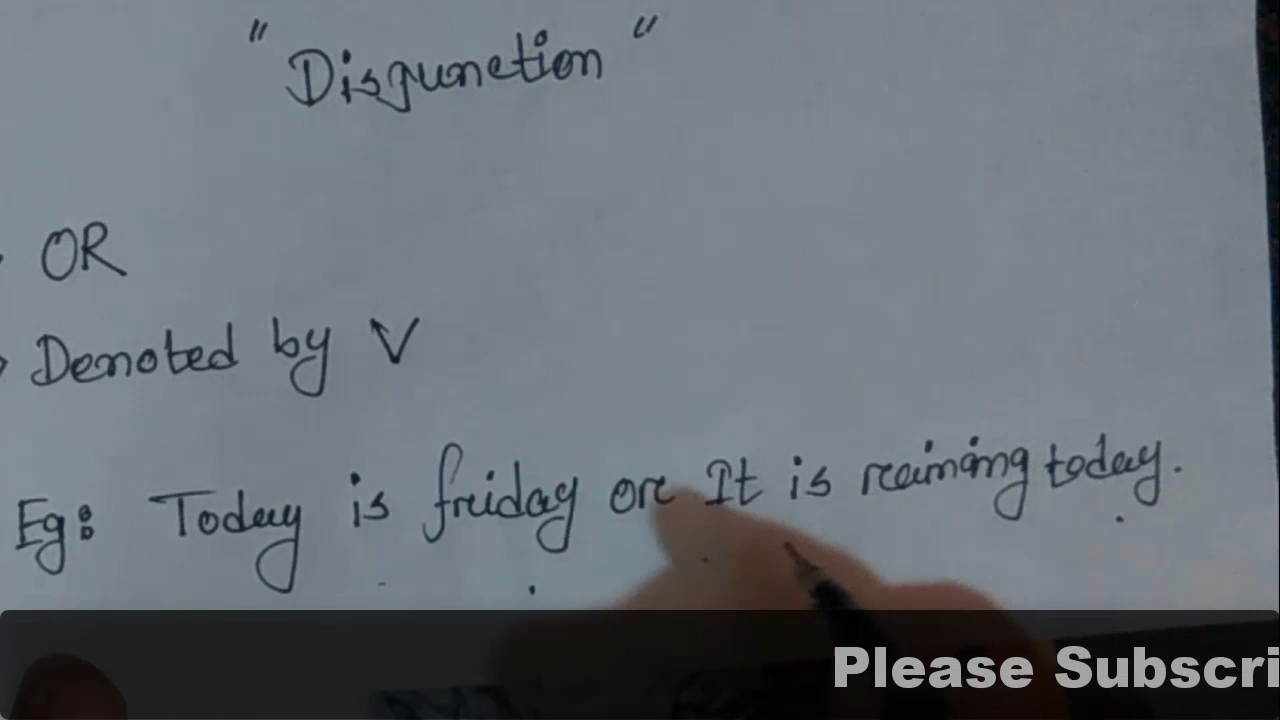 "Disjunction"
OR
Denoted by V
Eg: Today is friday or It is raining today.
Please Subscri